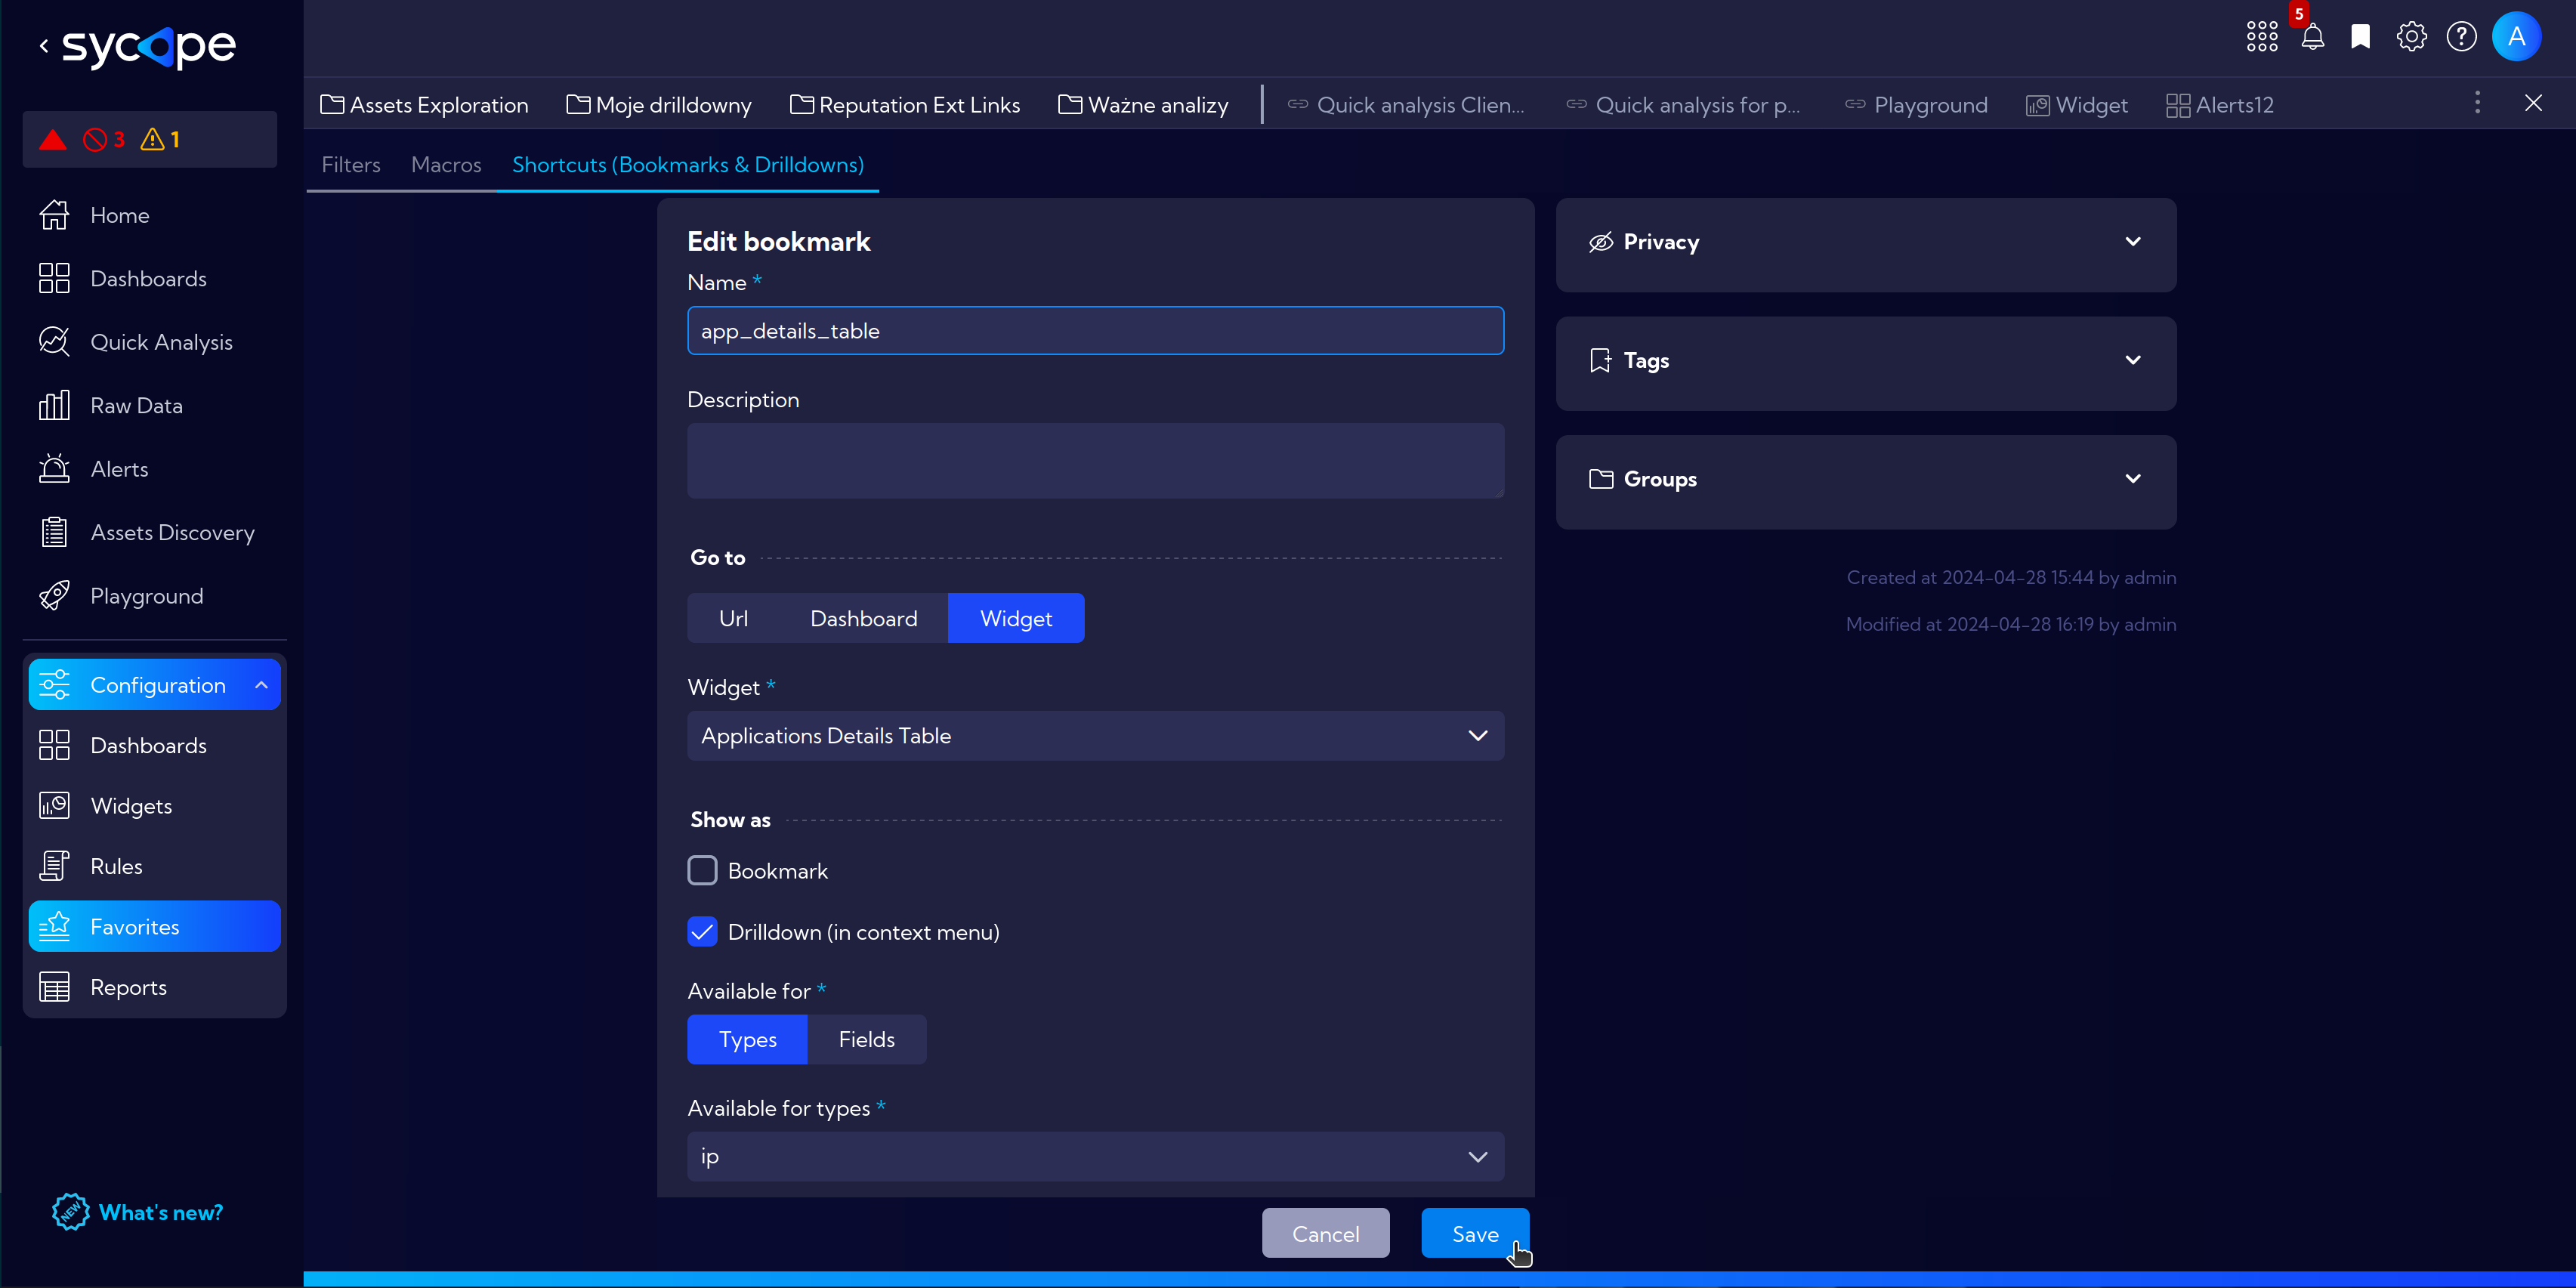 sycope
3
1
Home
Dashboards
Quick Analysis
Raw Data
Alerts
Assets Discovery
Playground
Configuration
Dashboards
Widgets
Rules
Favorites
Reports
NEW What's new?
5
A
Assets Exploration
Moje drilldowny
Reputation Ext Links
Ważne analizy
Quick analysis Clien...
Quick analysis for p...
Playground
Widget
Alerts12
Filters
Macros
Shortcuts (Bookmarks & Drilldowns)
Edit bookmark
Name *
app_details_table
Description
Go to
Url
Dashboard
Widget
Widget *
Applications Details Table
Show as
Bookmark
Drilldown (in context menu)
Available for *
Types
Fields
Available for types *
ip
Cancel
Save
Privacy
Tags
Groups
Created at 2024-04-28 15:44 by admin
Modified at 2024-04-28 16:19 by admin